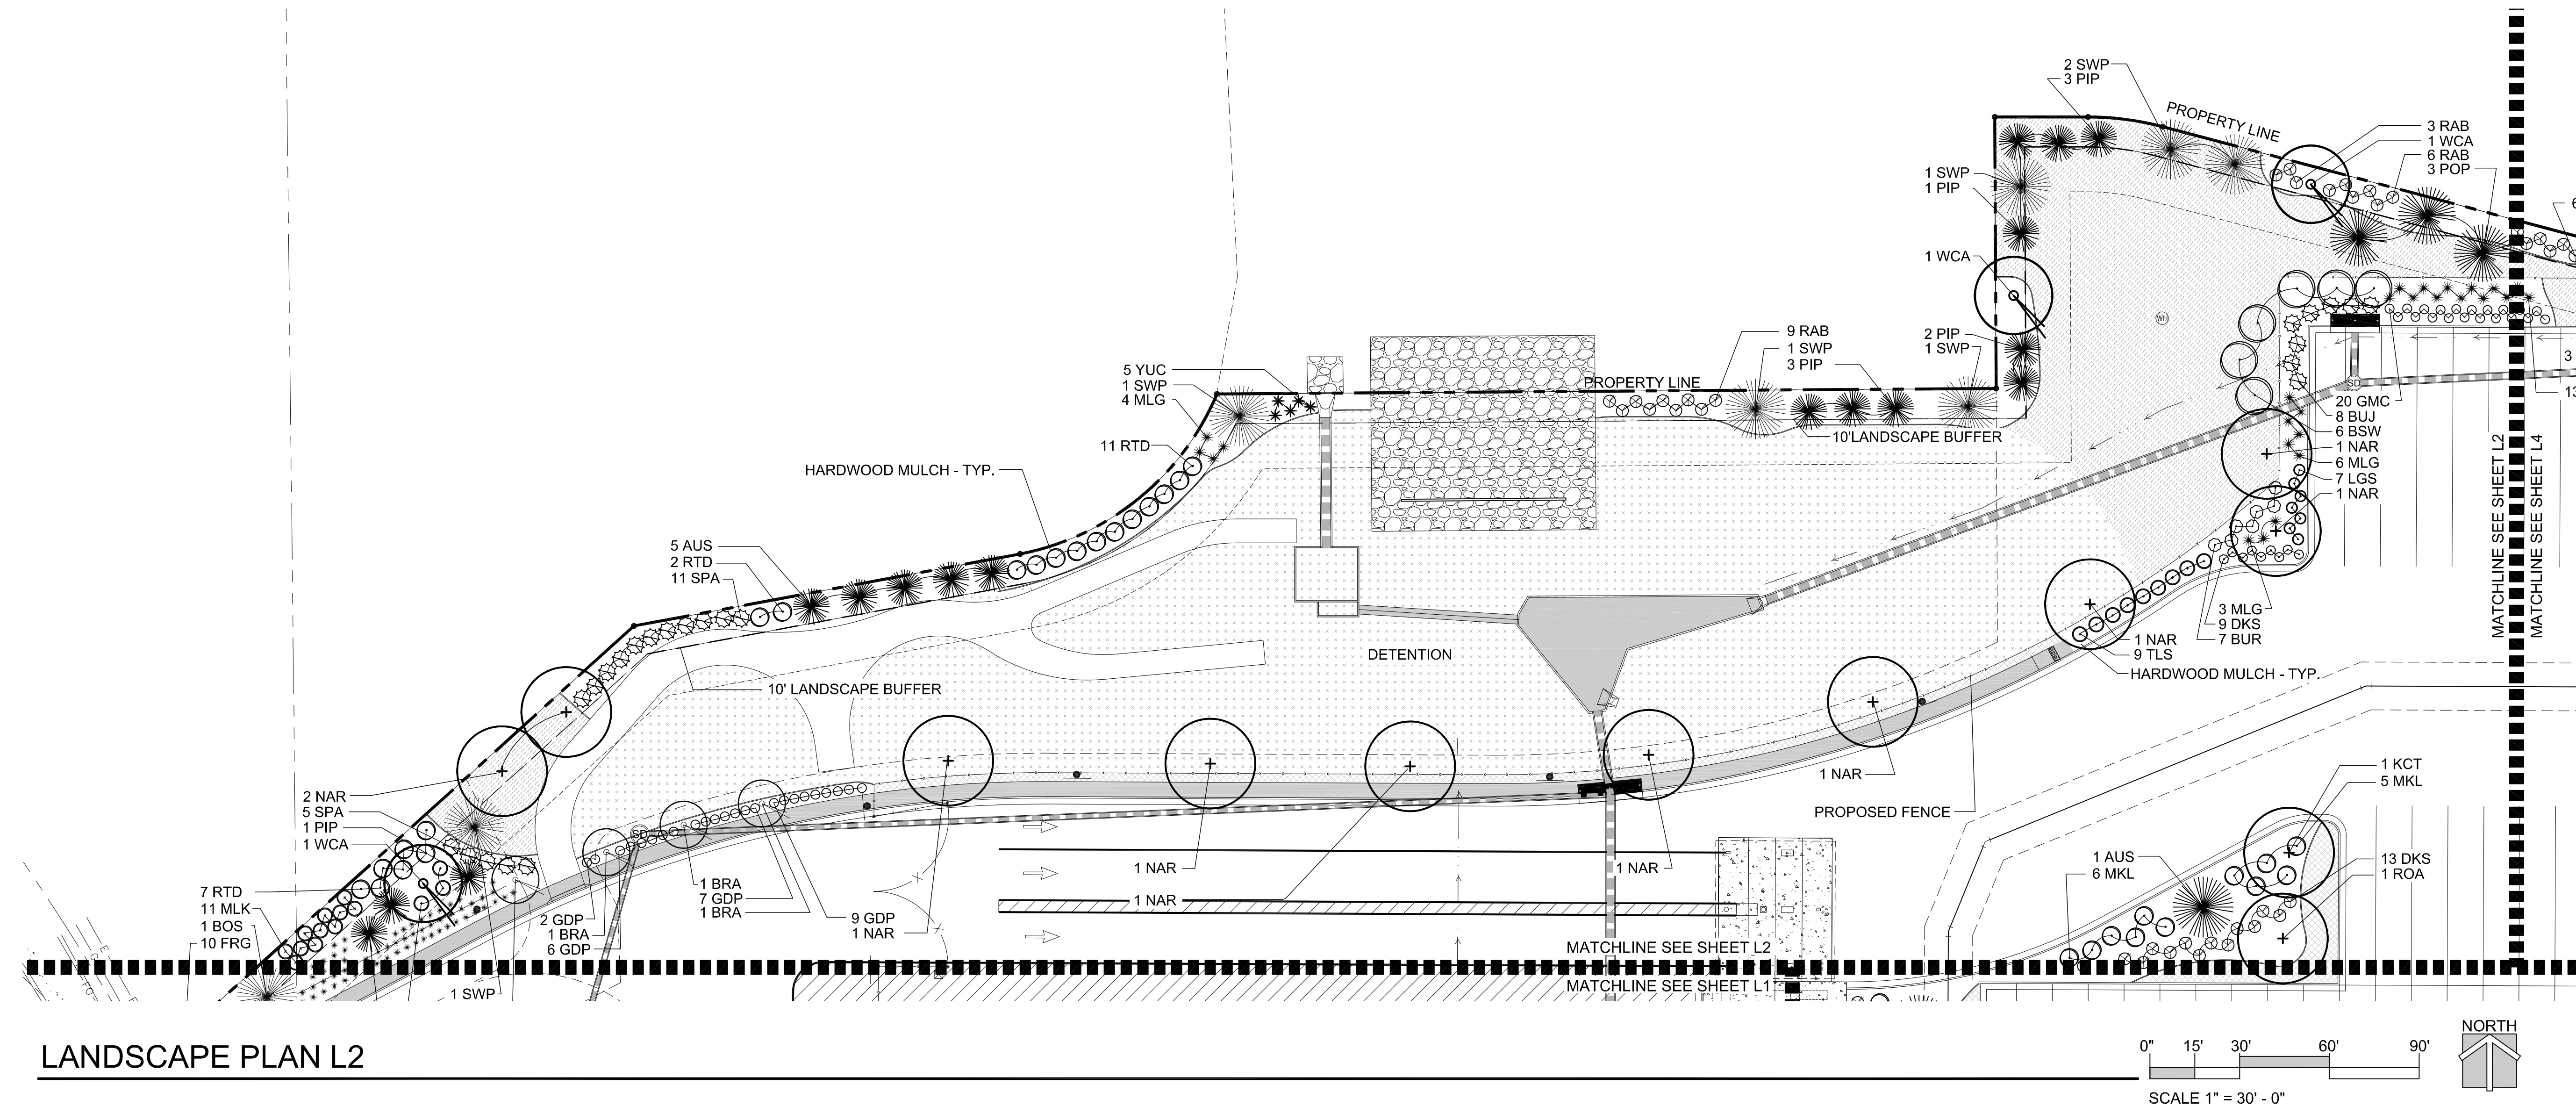 2 SWP
3 PIP
PROPERTY LINE
3 RAB
1 WCA
6 RAB
3 POP
1 SWP
1 PIP
1 WCA
2 PIP
1 SWP
WH
6
9 RAB
1 SWP
3 PIP
PROPERTY LINE
10'LANDSCAPE BUFFER
5 YUC
1 SWP
4 MLG
11 RTD
HARDWOOD MULCH - TYP.
3
SD
13
20 GMC
8 BUJ
6 BSW
1 NAR
6 MLG
7 LGS
1 NAR
MATCHLINE SEE SHEET L2
MATCHLINE SEE SHEET L4
5 AUS
2 RTD
11 SPA
3 MLG
9 DKS
7 BUR
1 NAR
9 TLS
HARDWOOD MULCH - TYP.
DETENTION
10' LANDSCAPE BUFFER
1 NAR
PROPOSED FENCE
2 NAR
5 SPA
1 PIP
1 WCA
SD
7 RTD
11 MLK
1 BOS
10 FRG
1 BRA
7 GDP
1 BRA
2 GDP
1 BRA
6 GDP
9 GDP
1 NAR
1 NAR
1 NAR
1 NAR
1 KCT
5 MKL
1 AUS
6 MKL
13 DKS
1 ROA
FO
1 SWP
MATCHLINE SEE SHEET L2
MATCHLINE SEE SHEET L1
LANDSCAPE PLAN L2
0" 15' 30' 60' 90'
SCALE 1" = 30' - 0"
NORTH